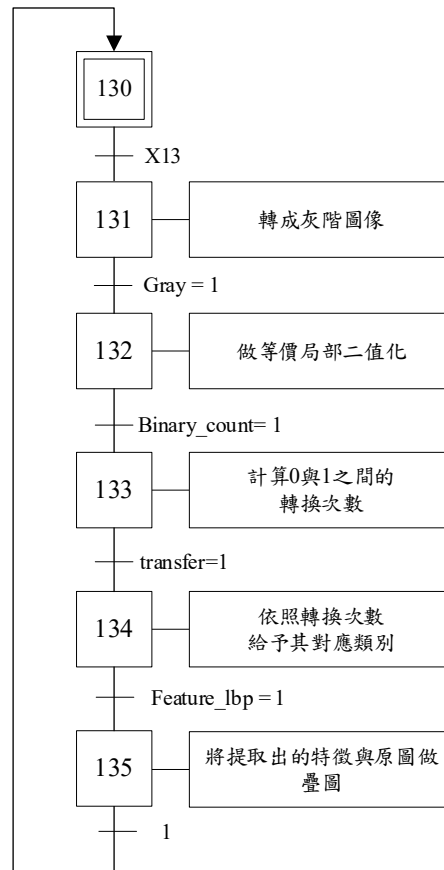 130
X13
131
轉成灰階圖像
Gray = 1
132
做等價局部二值化
Binary_count= 1
133
計算0與1之間的
轉換次數
transfer=1
134
依照轉換次數
給予其對應類別
Feature_lbp = 1
135
將提取出的特徵與原圖做
疊圖
1